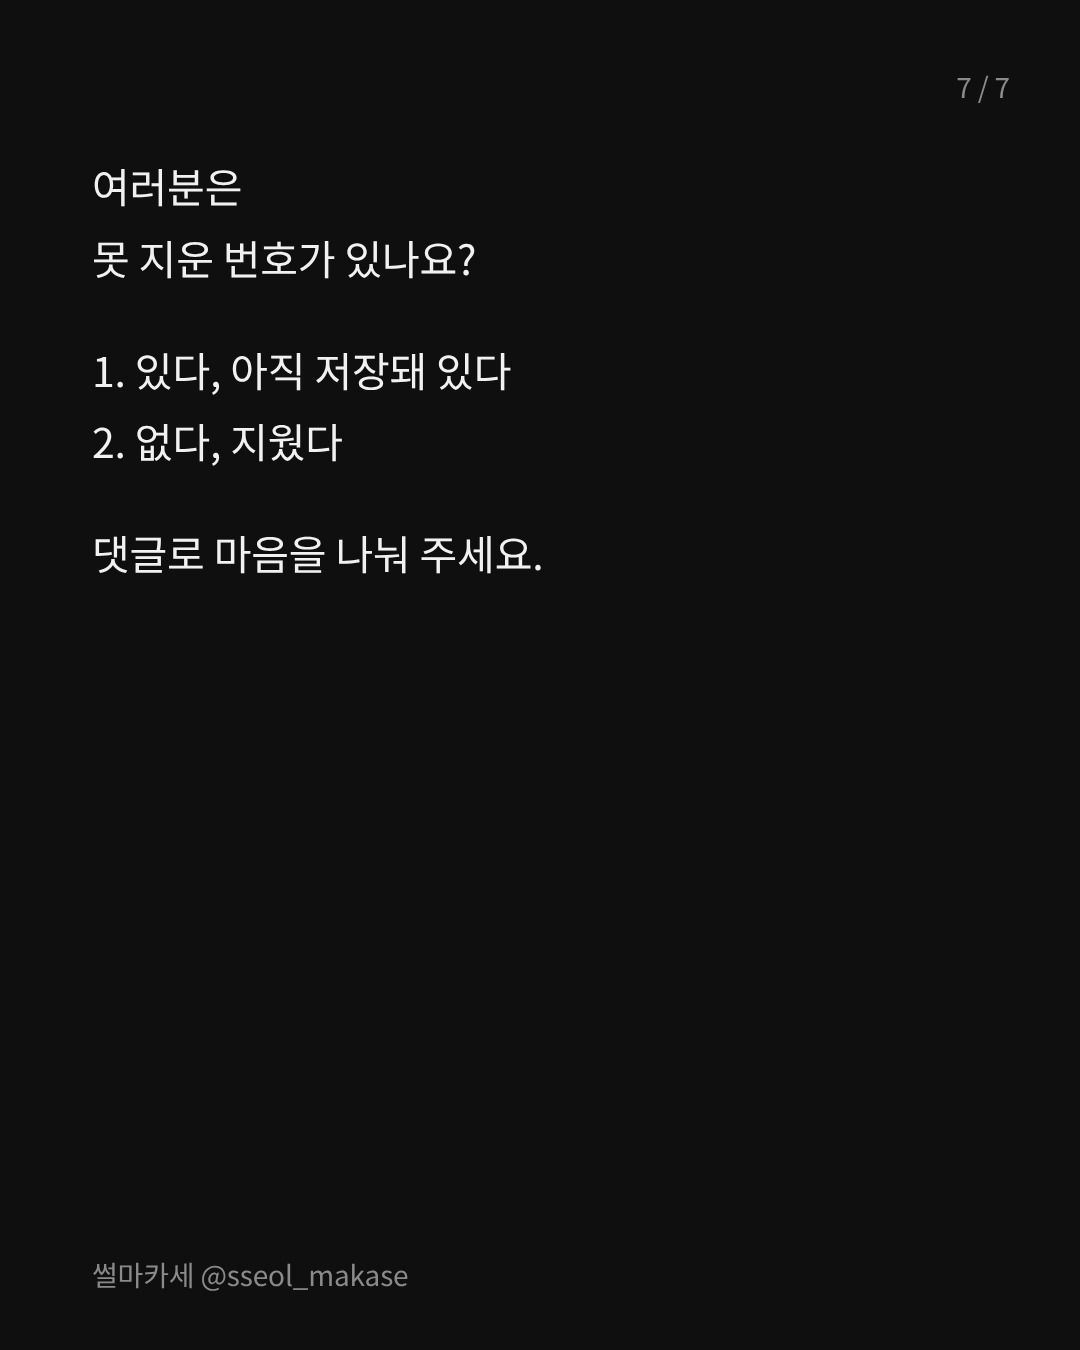 7 / 7
여러분은
못 지운 번호가 있나요?
1. 있다, 아직 저장돼 있다
2. 없다, 지웠다
댓글로 마음을 나눠 주세요.
썰마카세 @sseol_makase